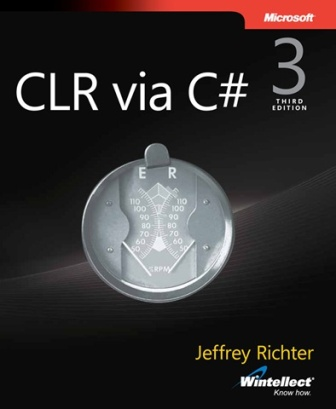 Microsoft
CLR via C#
3
THIRD
EDITION
E R
110 110
100 100
90 90
80 80
70 70
60 60
50 50
GRPM
Jeffrey Richter
Wintellect
Know how.